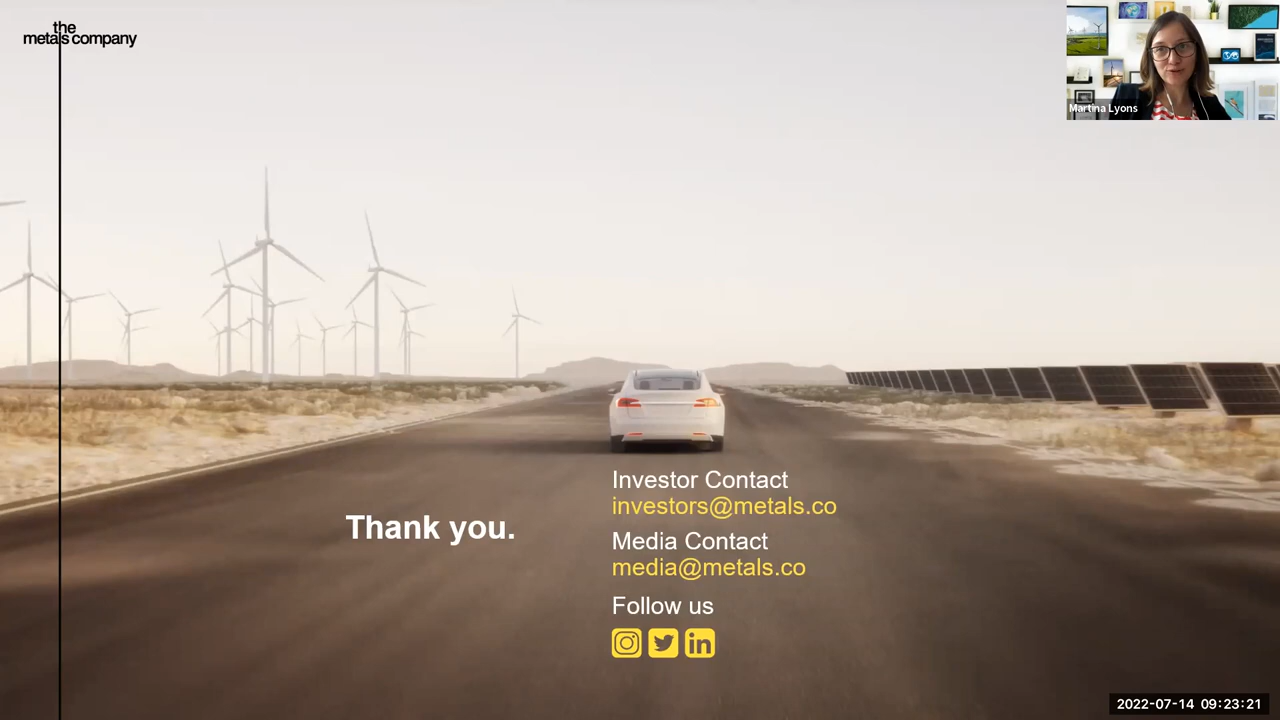 the
metals company
Martina Lyons
Thank you.
Investor Contact
investors@metals.co
Media Contact
media@metals.co
Follow us
in
2022-07-14 09:23:21